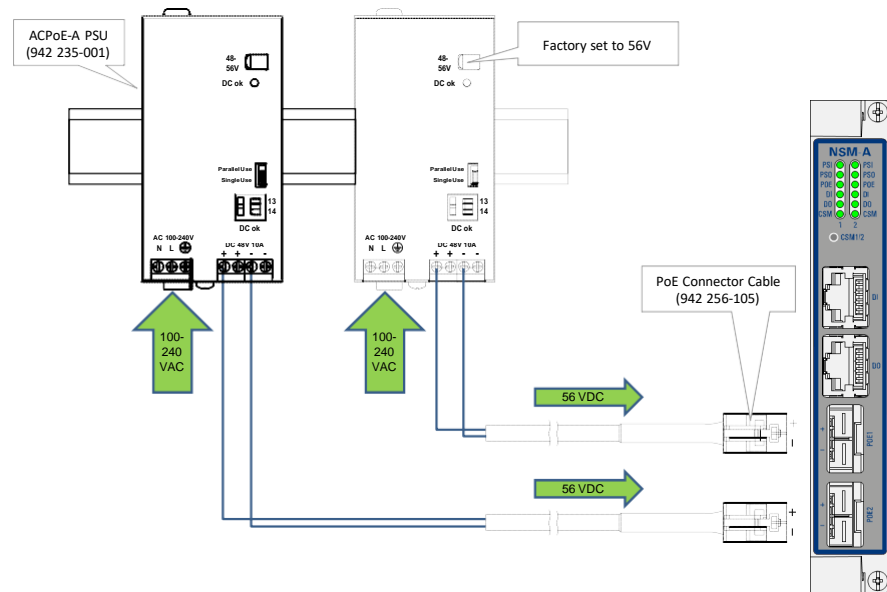 ACPoE-A PSU
(942 235-001)
48-
56V
DC ok
Parallel Use
Single Use
13
14
DC ok
AC 100-240V
N L
DC 48V 10A
+ + - -
100-
240
VAC
48-
56V
DC ok
Parallel Use
Single Use
13
14
DC ok
AC 100-240V
N L
DC 48V 10A
+ + - -
100-
240
VAC
Factory set to 56V
PoE Connector Cable
(942 256-105)
56 VDC
+
-
56 VDC
+
-
NSM-A
PSI PSI
PSO PSO
POE POE
DI DI
DO DO
CSM CSM
1 2
CSM1/2
DI
DO
+
-
POE1
+
-
POE2